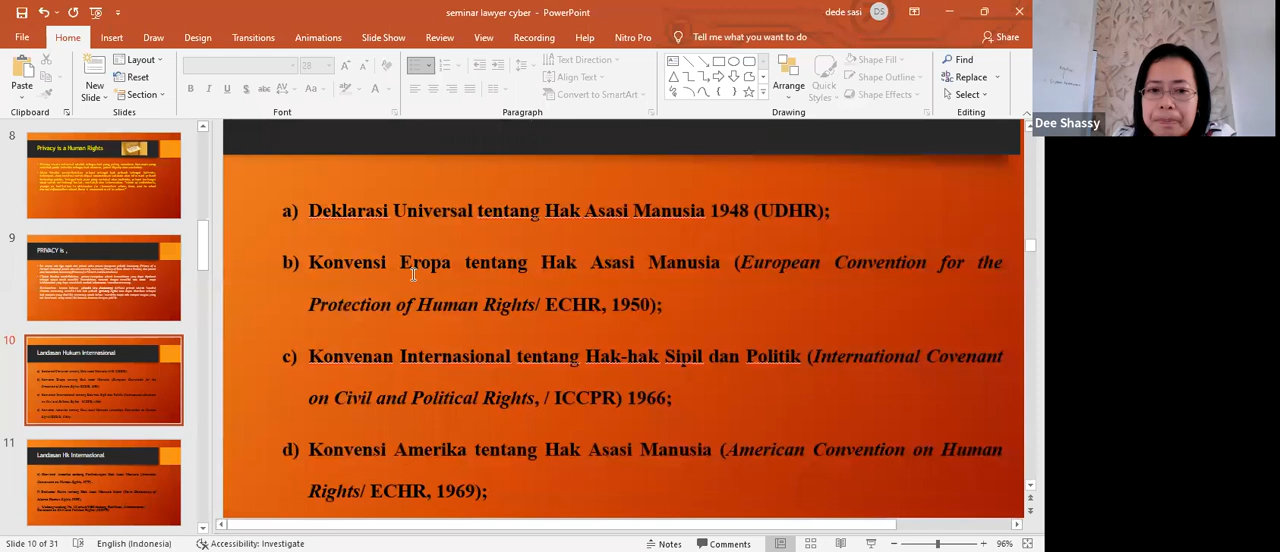 seminar lawyer cyber - PowerPoint
dede sasi
DS
File Home Insert Draw Design Transitions Animations Slide Show Review View Recording Help Nitro Pro Tell me what you want to do Share
Paste
New Slide
Layout
Reset
Section
28
B I U S abc AV Aa A
Text Direction
Align Text
Convert to SmartArt
Arrange
Quick Styles
Shape Fill
Shape Outline
Shape Effects
Find
Replace
Select
Clipboard Slides Font Paragraph Drawing Editing
Dee Shassy
8
Privacy is a Human Rights
9
PRIVACY is ,
10
Landasan Hukum Internasional
11
Landasan Hk Internasional
a) Deklarasi Universal tentang Hak Asasi Manusia 1948 (UDHR);
b) Konvensi Eropa tentang Hak Asasi Manusia (European Convention for the
Protection of Human Rights/ ECHR, 1950);
c) Konvenan Internasional tentang Hak-hak Sipil dan Politik (International Covenant
on Civil and Political Rights, / ICCPR) 1966;
d) Konvensi Amerika tentang Hak Asasi Manusia (American Convention on Human
Rights/ ECHR, 1969);
Slide 10 of 31 English (Indonesia) Accessibility: Investigate Notes Comments 96%